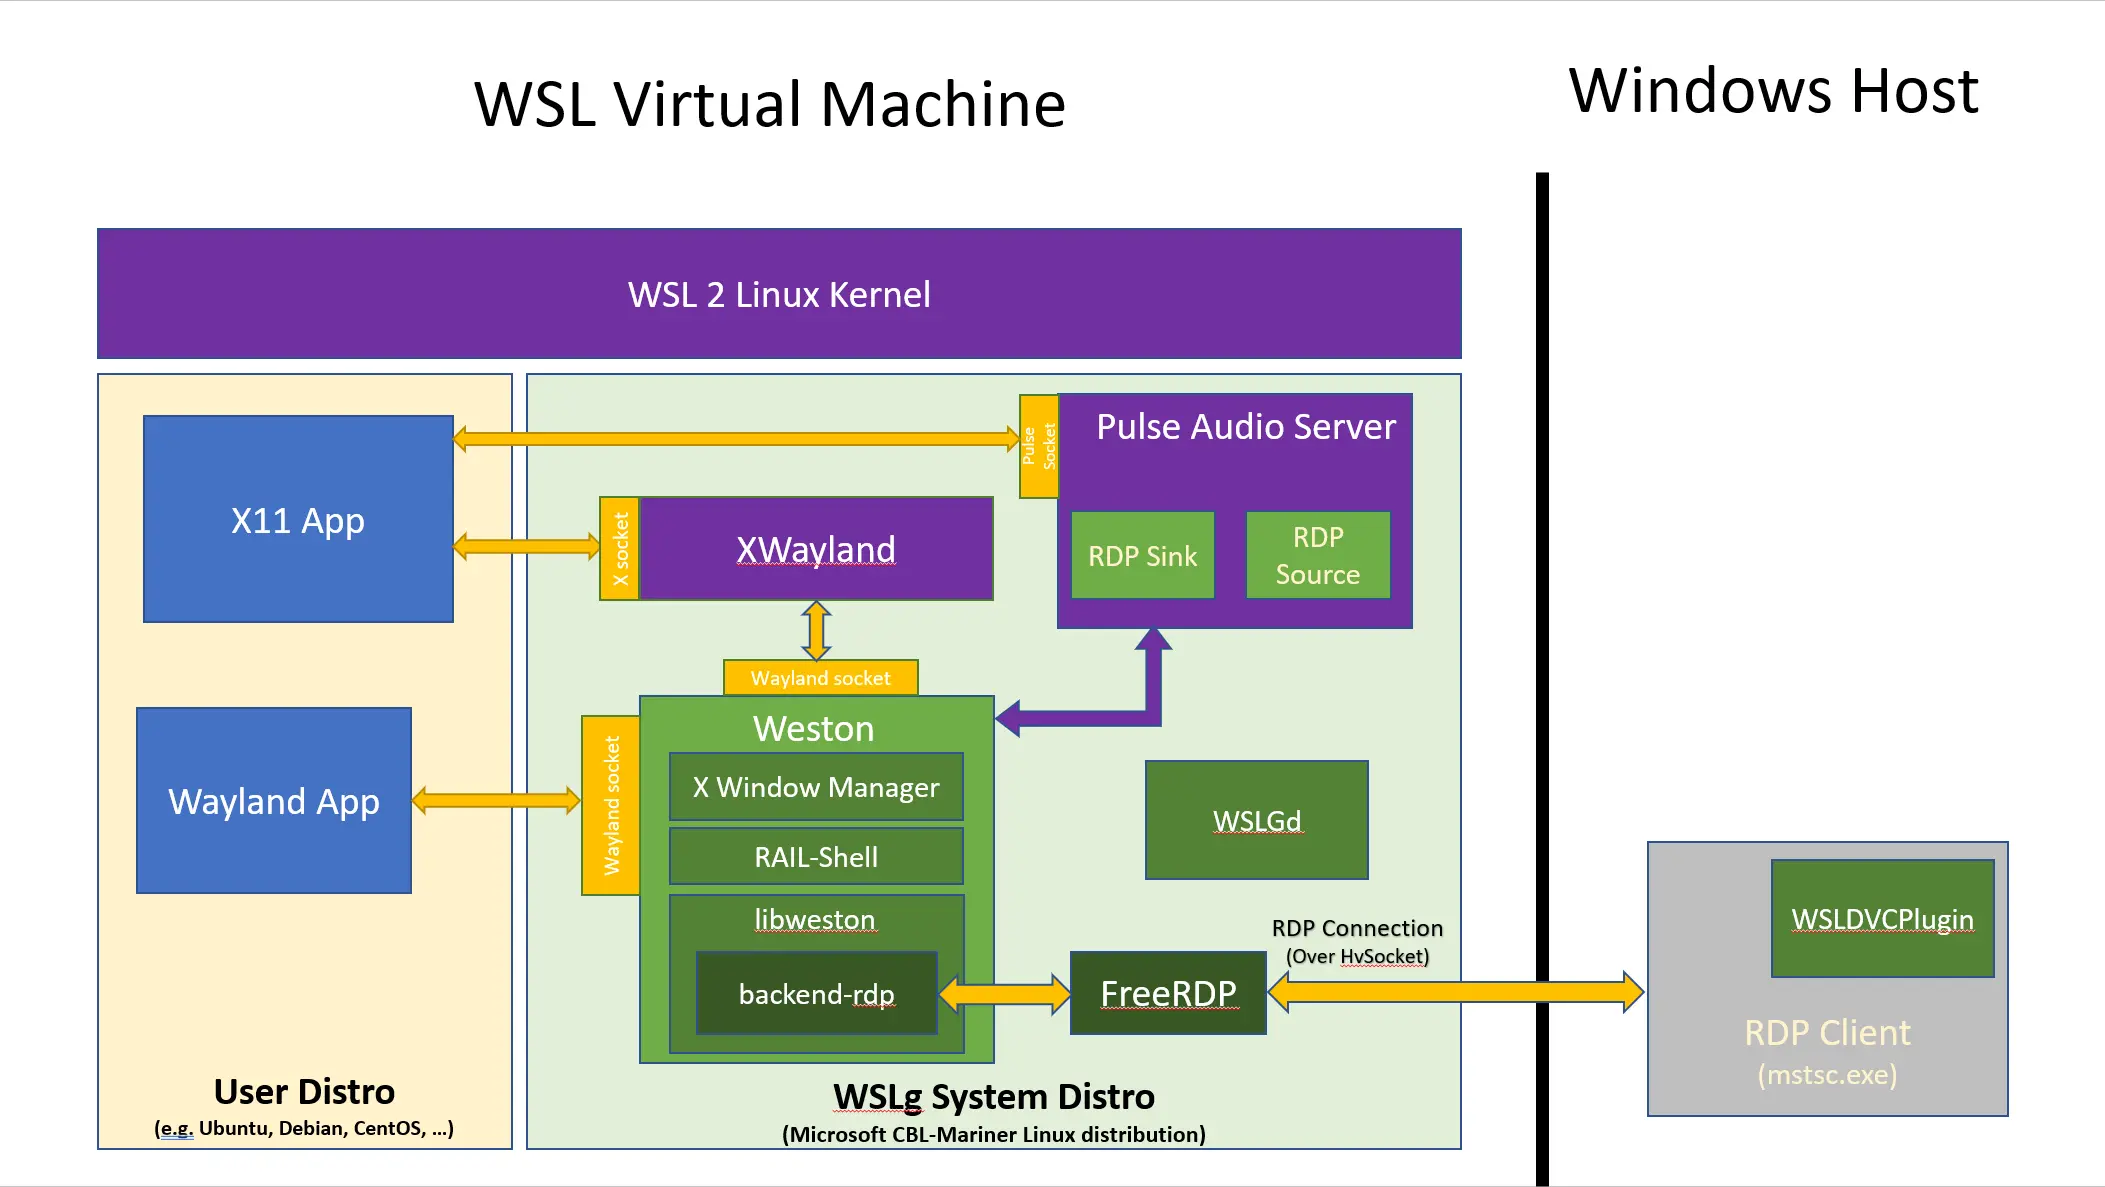 WSL Virtual Machine
Windows Host
WSL 2 Linux Kernel
X11 App
Pulse
Socket
Pulse Audio Server
RDP Sink
RDP
Source
X socket
XWayland
Wayland socket
Weston
X Window Manager
RAIL-Shell
libweston
backend-rdp
Wayland App
Wayland socket
WSLGd
FreeRDP
RDP Connection
(Over HvSocket)
WSLDVCPlugin
RDP Client
(mstsc.exe)
User Distro
(e.g. Ubuntu, Debian, CentOS, ...)
WSLg System Distro
(Microsoft CBL-Mariner Linux distribution)